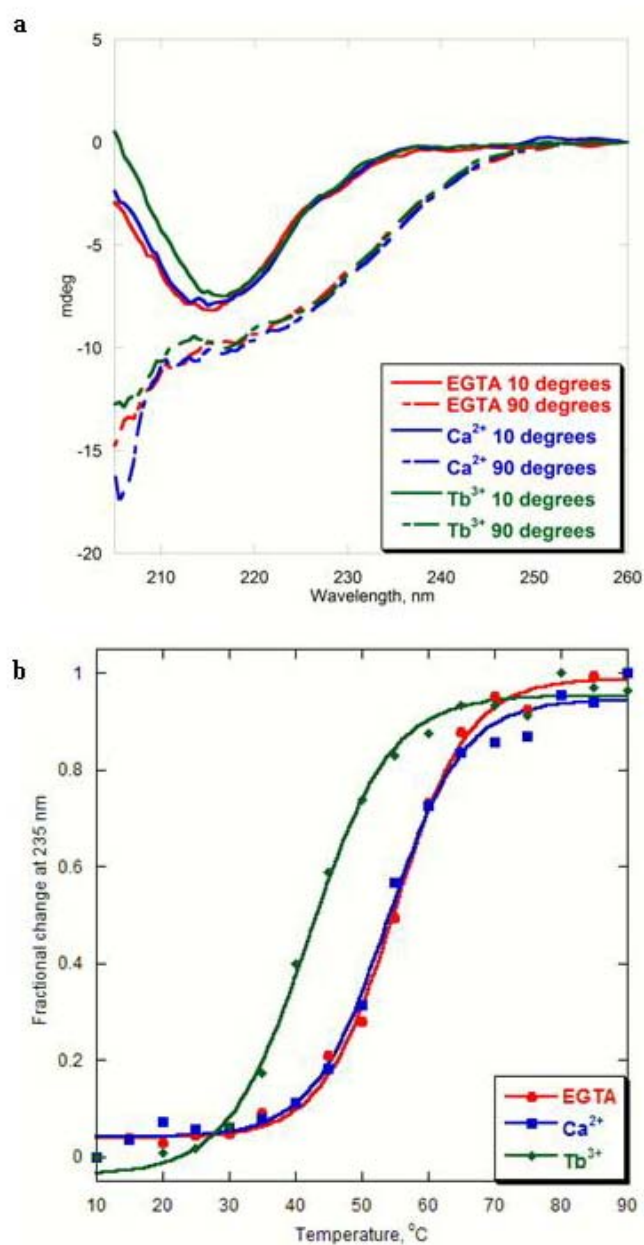 a
5
0
-5
mdeg
-10
-15
-20
EGTA 10 degrees
EGTA 90 degrees
Ca²⁺ 10 degrees
Ca²⁺ 90 degrees
Tb³⁺ 10 degrees
Tb³⁺ 90 degrees
210 220 230 240 250 260
Wavelength, nm
b
1
0.8
0.6
Fractional change at 235 nm
0.4
0.2
0
EGTA
Ca²⁺
Tb³⁺
10 20 30 40 50 60 70 80 90
Temperature, °C